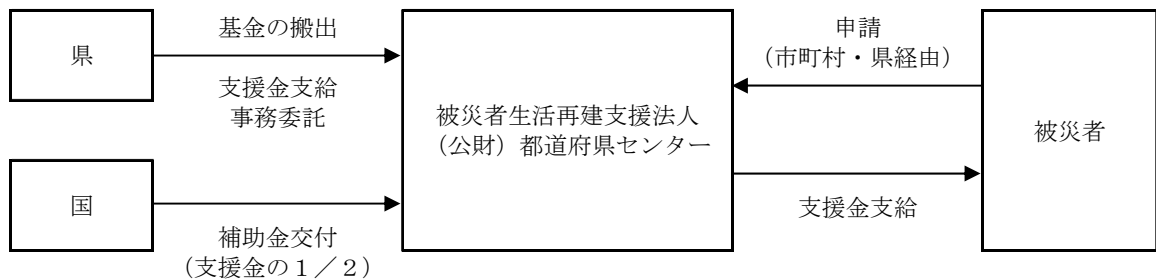 県
基金の搬出
支援金支給
事務委託
国
補助金交付
（支援金の１／２）
被災者生活再建支援法人
（公財）都道府県センター
申請
（市町村・県経由）
支援金支給
被災者